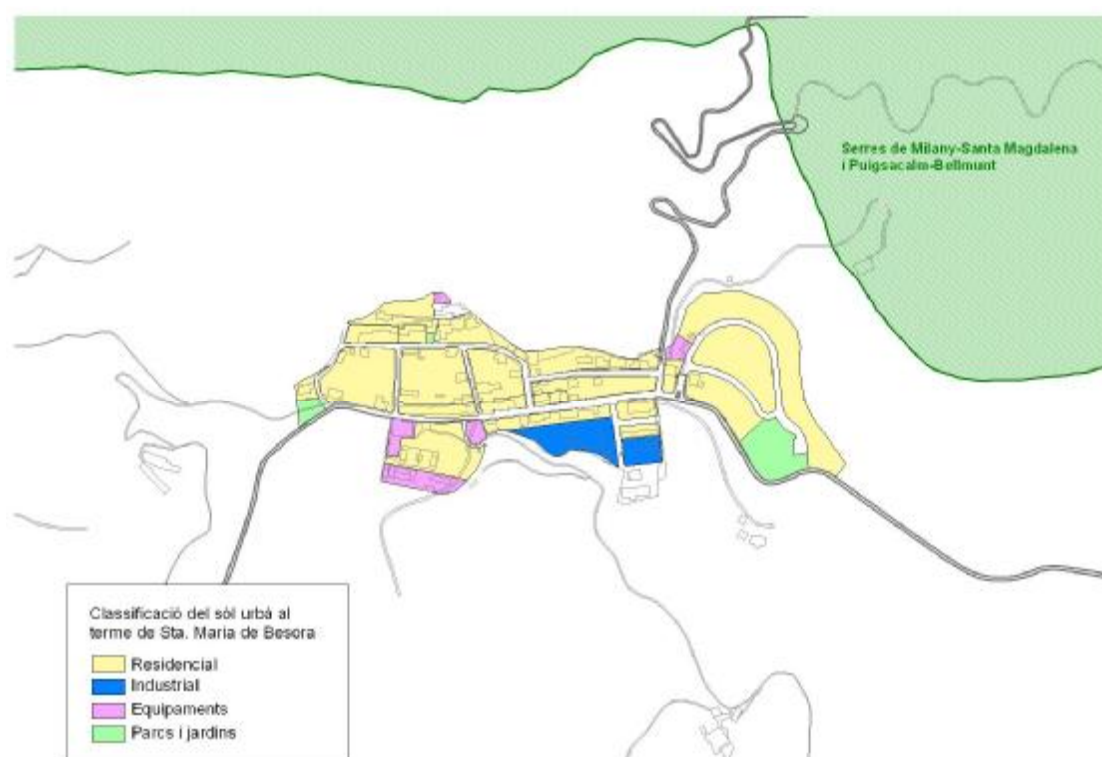 Serres de Milany-Santa Magdalena
i Puigsacalm-Bellmunt
Classificació del sòl urbà al
terme de Sta. Maria de Besora
Residencial
Industrial
Equipaments
Parcs i jardins